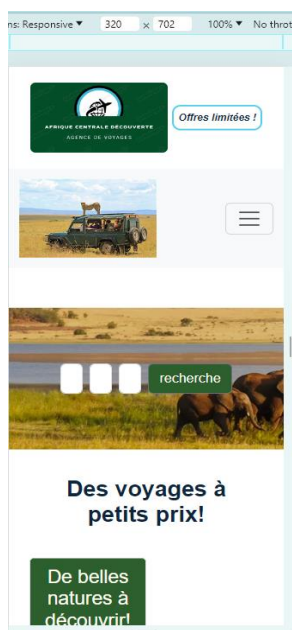 ns: Responsive ▼ 320 × 702 100% ▼ No throt
AFRIQUE CENTRALE DÉCOUVERTE
AGENCE DE VOYAGES
Offres limitées !
recherche
Des voyages à
petits prix!
De belles
natures à
découvrir!